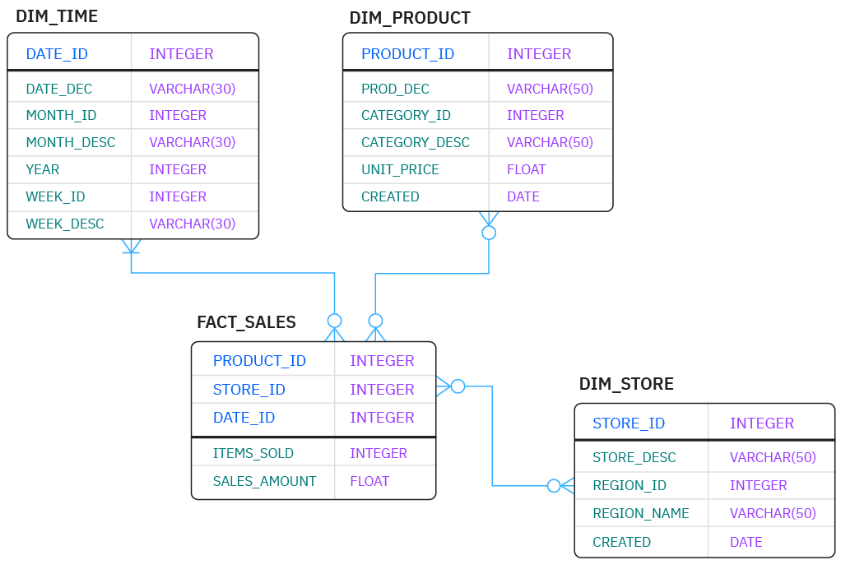 DIM_TIME
DATE_ID INTEGER
DATE_DEC VARCHAR(30)
MONTH_ID INTEGER
MONTH_DESC VARCHAR(30)
YEAR INTEGER
WEEK_ID INTEGER
WEEK_DESC VARCHAR(30)
DIM_PRODUCT
PRODUCT_ID INTEGER
PROD_DEC VARCHAR(50)
CATEGORY_ID INTEGER
CATEGORY_DESC VARCHAR(50)
UNIT_PRICE FLOAT
CREATED DATE
FACT_SALES
PRODUCT_ID INTEGER
STORE_ID INTEGER
DATE_ID INTEGER
ITEMS_SOLD INTEGER
SALES_AMOUNT FLOAT
DIM_STORE
STORE_ID INTEGER
STORE_DESC VARCHAR(50)
REGION_ID INTEGER
REGION_NAME VARCHAR(50)
CREATED DATE